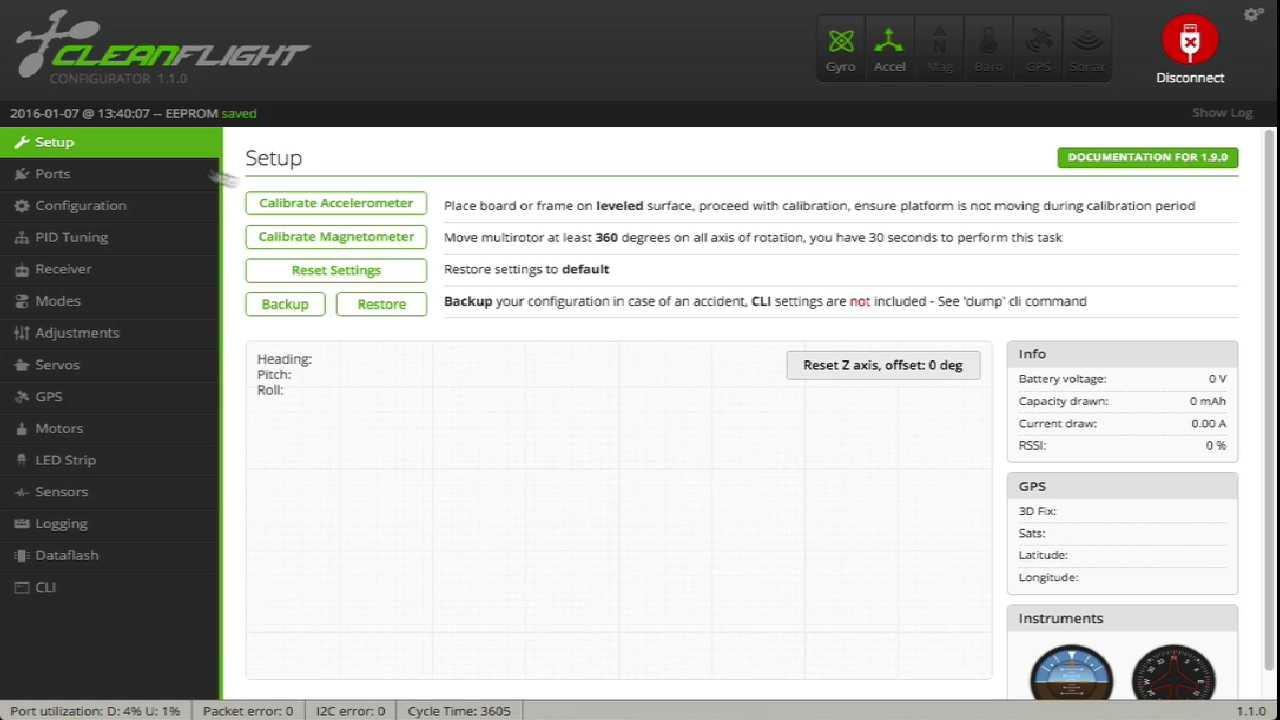 CLEANFLIGHT
CONFIGURATOR 1.1.0
Gyro Accel Mag Baro GPS Sonar
Disconnect
2016-01-07 @ 13:40:07 -- EEPROM saved
Show Log
Setup
Ports
Configuration
PID Tuning
Receiver
Modes
Adjustments
Servos
GPS
Motors
LED Strip
Sensors
Logging
Dataflash
CLI
Setup
DOCUMENTATION FOR 1.9.0
Calibrate Accelerometer Place board or frame on leveled surface, proceed with calibration, ensure platform is not moving during calibration period
Calibrate Magnetometer Move multirotor at least 360 degrees on all axis of rotation, you have 30 seconds to perform this task
Reset Settings Restore settings to default
Backup Restore Backup your configuration in case of an accident, CLI settings are not included - See 'dump' cli command
Heading:
Pitch:
Roll:
Reset Z axis, offset: 0 deg
Info
Battery voltage: 0 V
Capacity drawn: 0 mAh
Current draw: 0.00 A
RSSI: 0 %
GPS
3D Fix:
Sats:
Latitude:
Longitude:
Instruments
Port utilization: D: 4% U: 1% Packet error: 0 I2C error: 0 Cycle Time: 3605 1.1.0